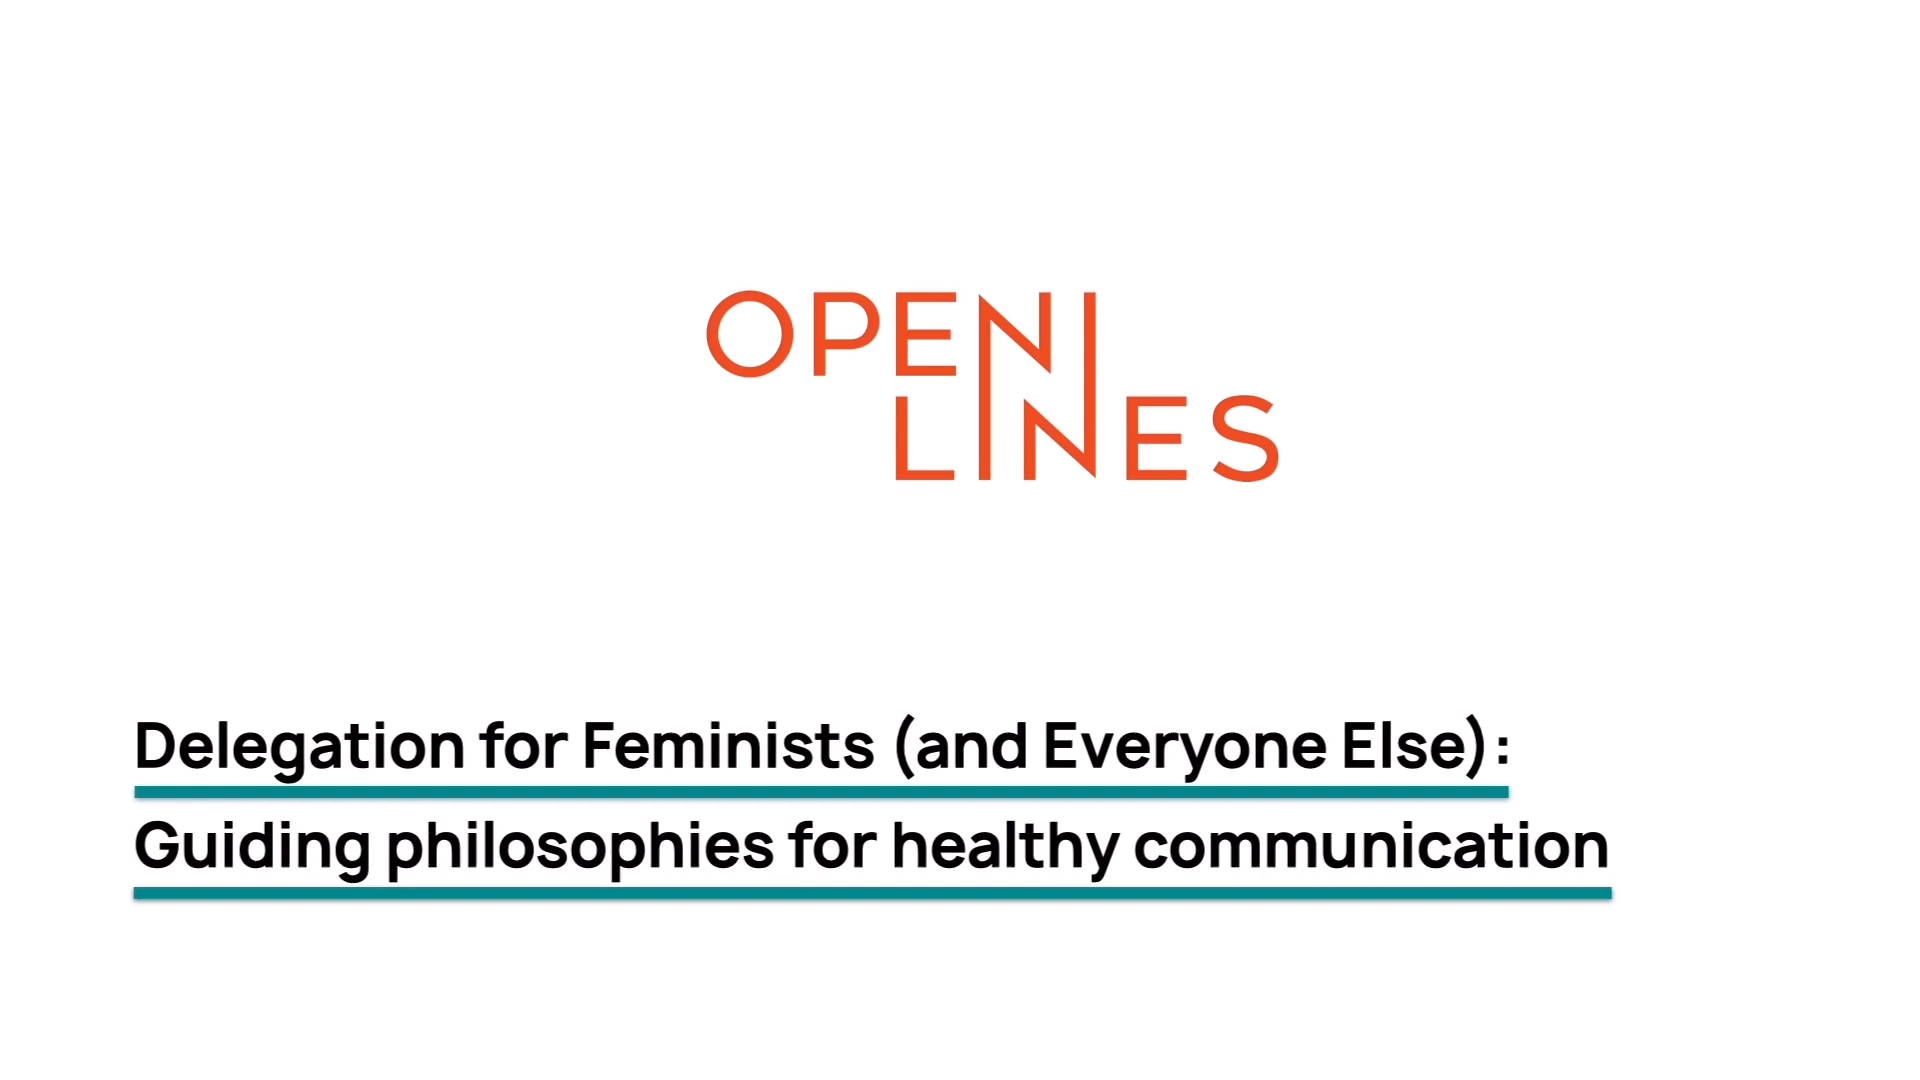 OPEN
LINES
Delegation for Feminists (and Everyone Else):
Guiding philosophies for healthy communication